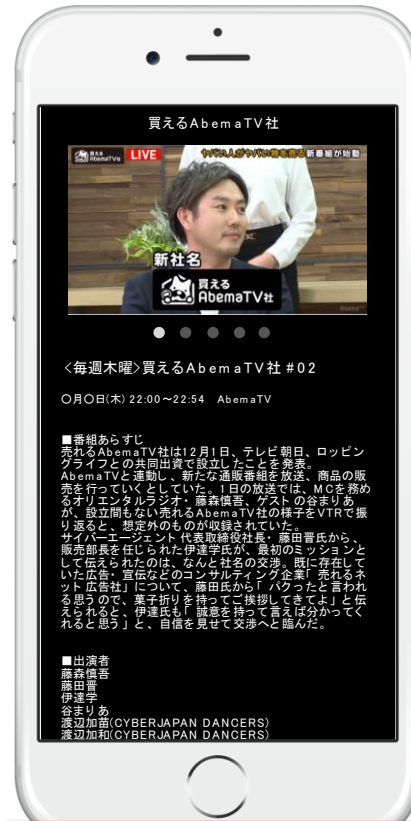 買えるAbemaTV社
買える
AbemaTV社
LIVE
ヤバい人がヤバい物を売る新番組が始動
新社名
買える
AbemaTV社
AbemaTV
<毎週木曜>買えるAbemaTV社 #02
〇月〇日(木) 22:00〜22:54 AbemaTV
■番組あらすじ
売れるAbemaTV社は12月1日、テレビ朝日、ロッピン
グライフとの共同出資で設立したことを発表。
AbemaTVと連動し、新たな通販番組を放送、商品の販
売を行っていくとしていた。1日の放送では、MCを務め
るオリエンタルラジオ・藤森慎吾、ゲストの谷まりあ
が、設立間もない売れるAbemaTV社の様子をVTRで振
り返ると、想定外のものが収録されていた。
サイバーエージェント代表取締役社長・藤田晋氏から、
販売部長を任じられた伊達学氏が、最初のミッションと
して伝えられたのは、なんと社名の交渉。既に存在して
いた広告・宣伝などのコンサルティング企業「売れるネ
ット広告社」について、藤田氏から「パクったと言われ
る思うので、菓子折りを持ってご挨拶してきてよ」と伝
えられると、伊達氏も「誠意を持って言えば分かってく
れると思う」と、自信を見せて交渉へと臨んだ。
■出演者
藤森慎吾
藤田晋
伊達学
谷まりあ
渡辺加苗(CYBERJAPAN DANCERS)
渡辺加和(CYBERJAPAN DANCERS)